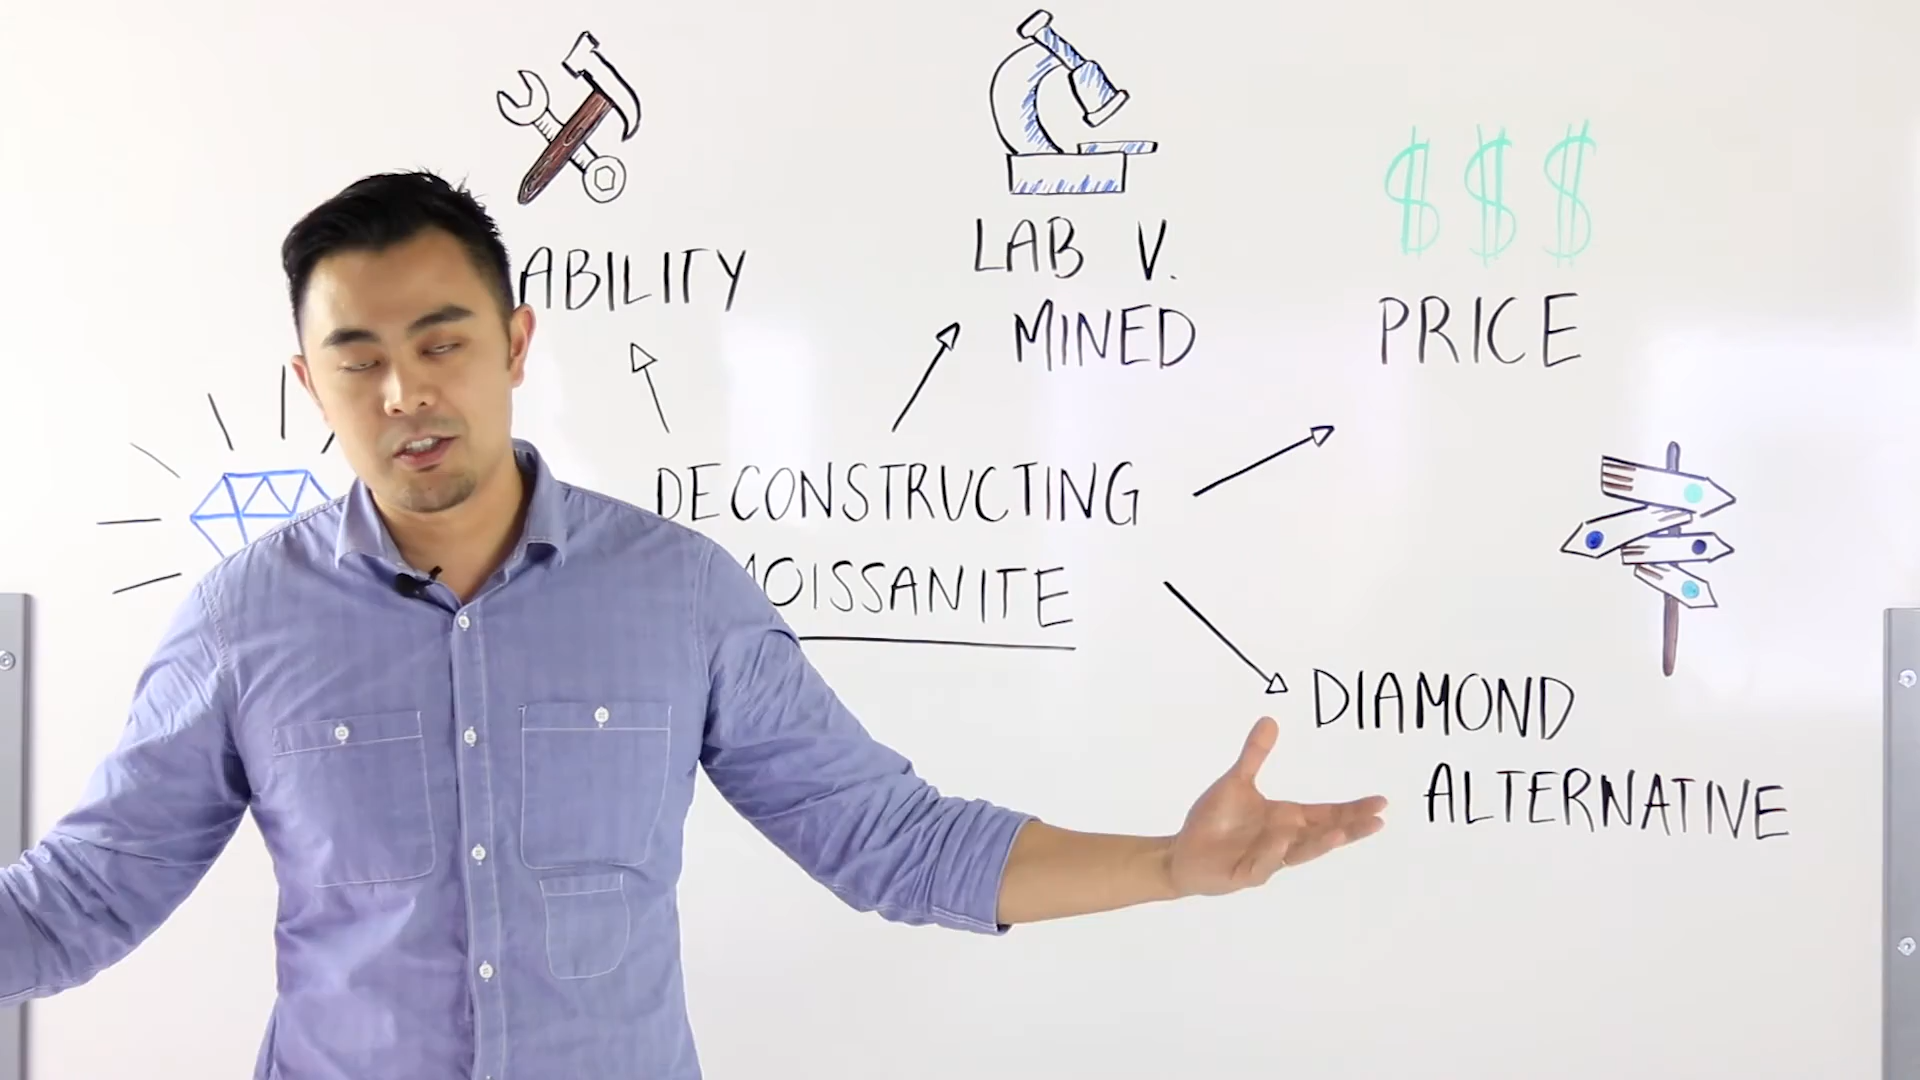 ABILITY
LAB V.
MINED
$$$
PRICE
DECONSTRUCTING
OISSANITE
DIAMOND
ALTERNATIVE